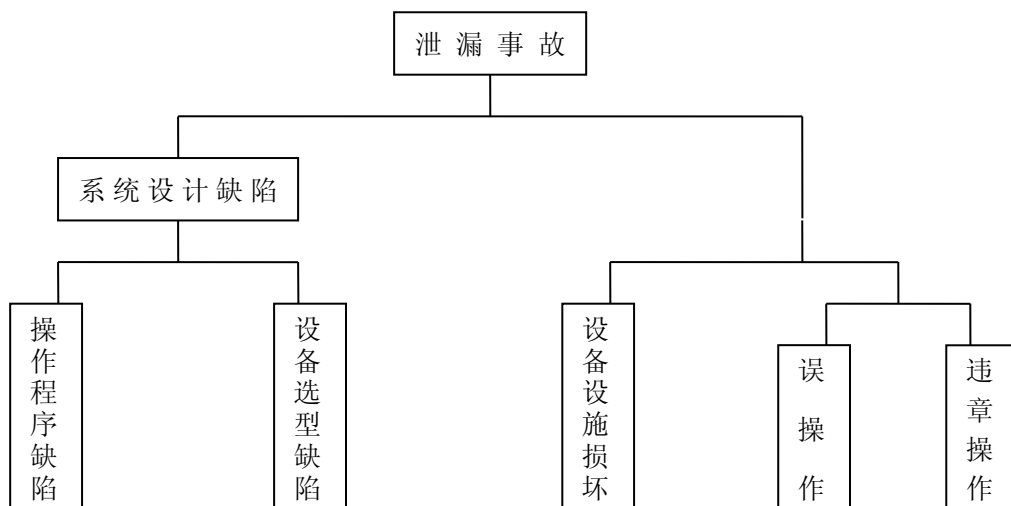 泄漏事故
系统设计缺陷
操作程序缺陷
设备选型缺陷
设备设施损坏
误操作
违章操作